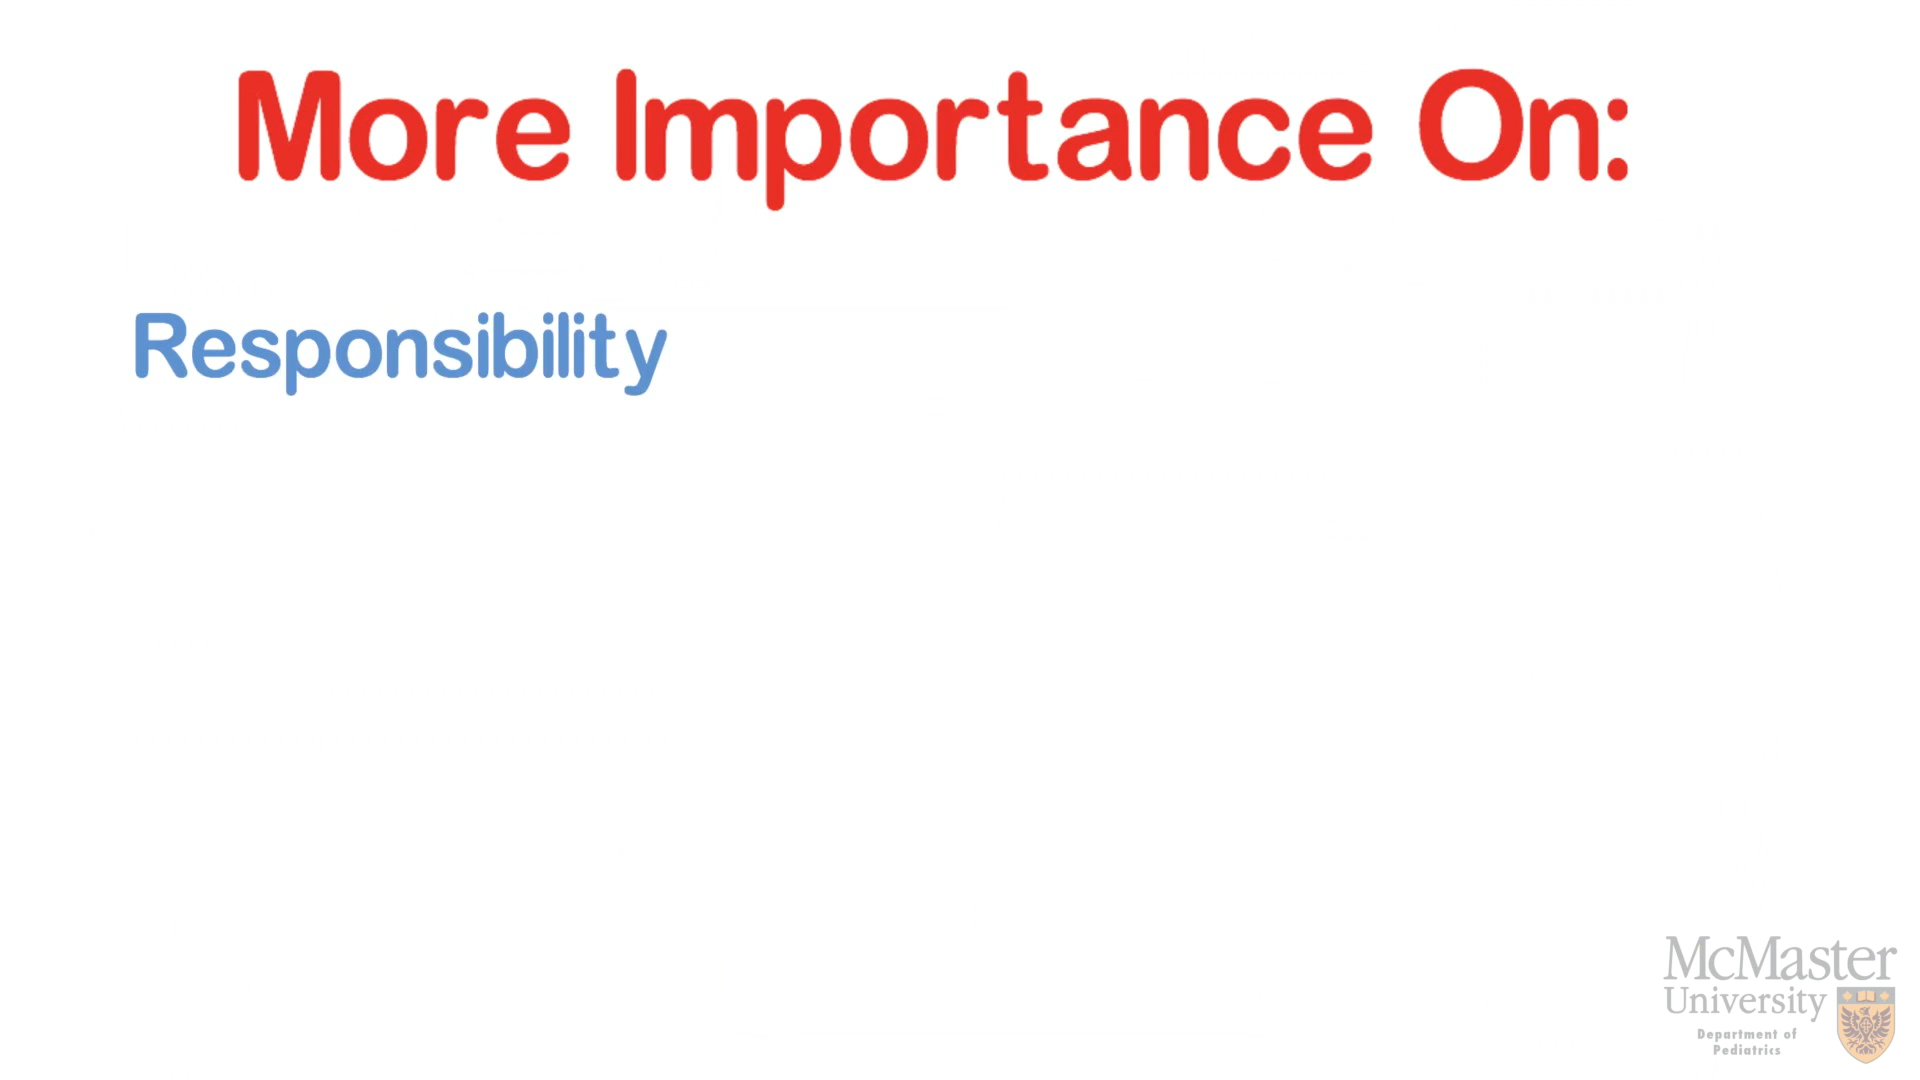 More Importance On:
Responsibility
McMaster
University
Department of
Pediatrics